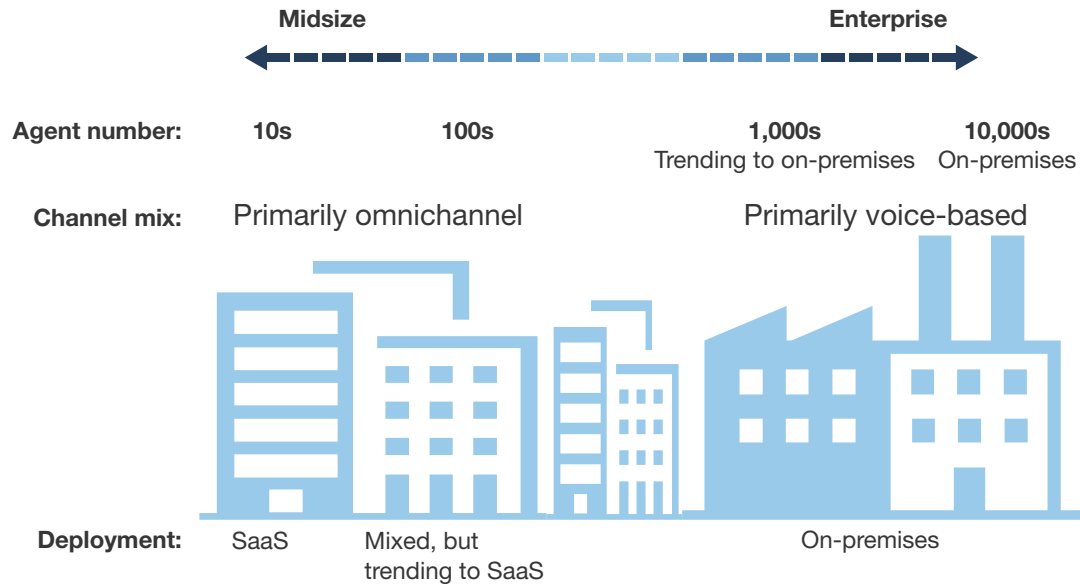 Midsize Enterprise
Agent number: 10s 100s 1,000s 10,000s
Trending to on-premises On-premises
Channel mix: Primarily omnichannel Primarily voice-based
Deployment: SaaS Mixed, but On-premises
trending to SaaS